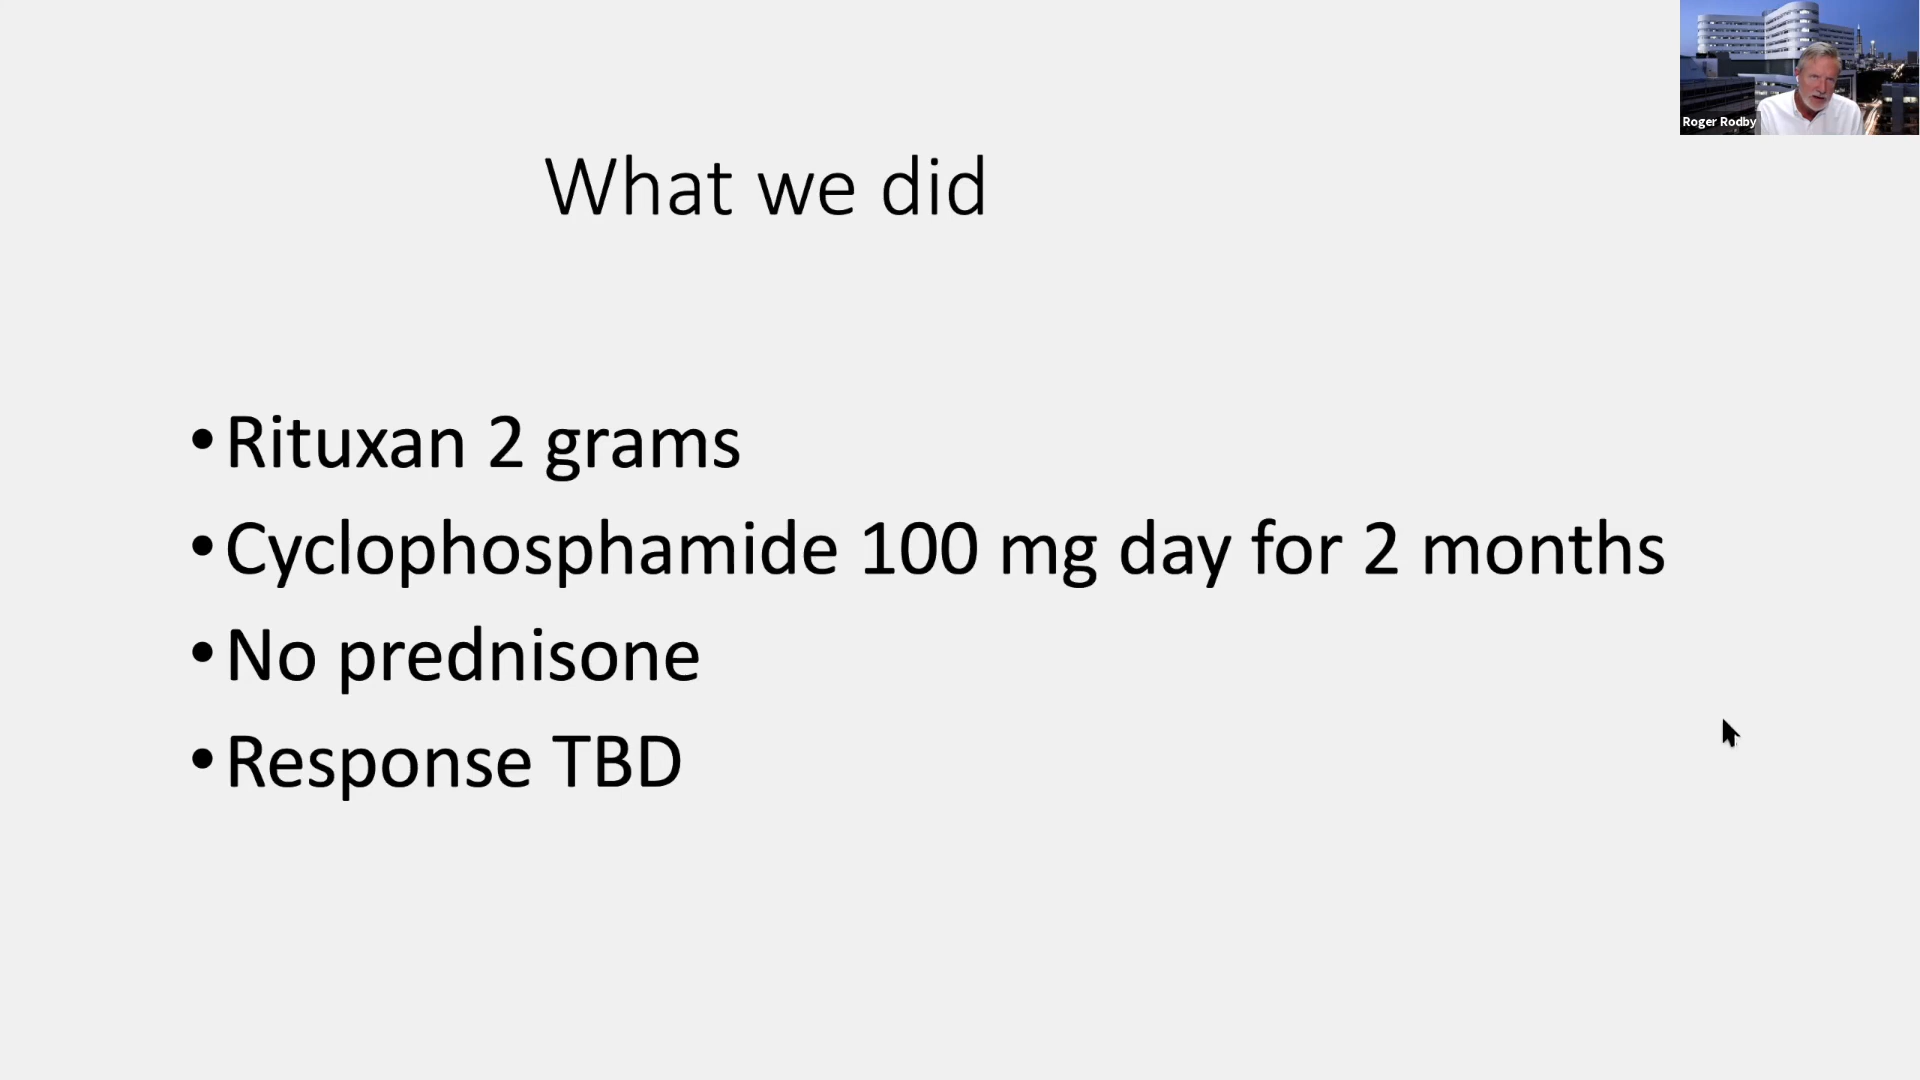 Roger Rodby
What we did
•Rituxan 2 grams
•Cyclophosphamide 100 mg day for 2 months
•No prednisone
•Response TBD